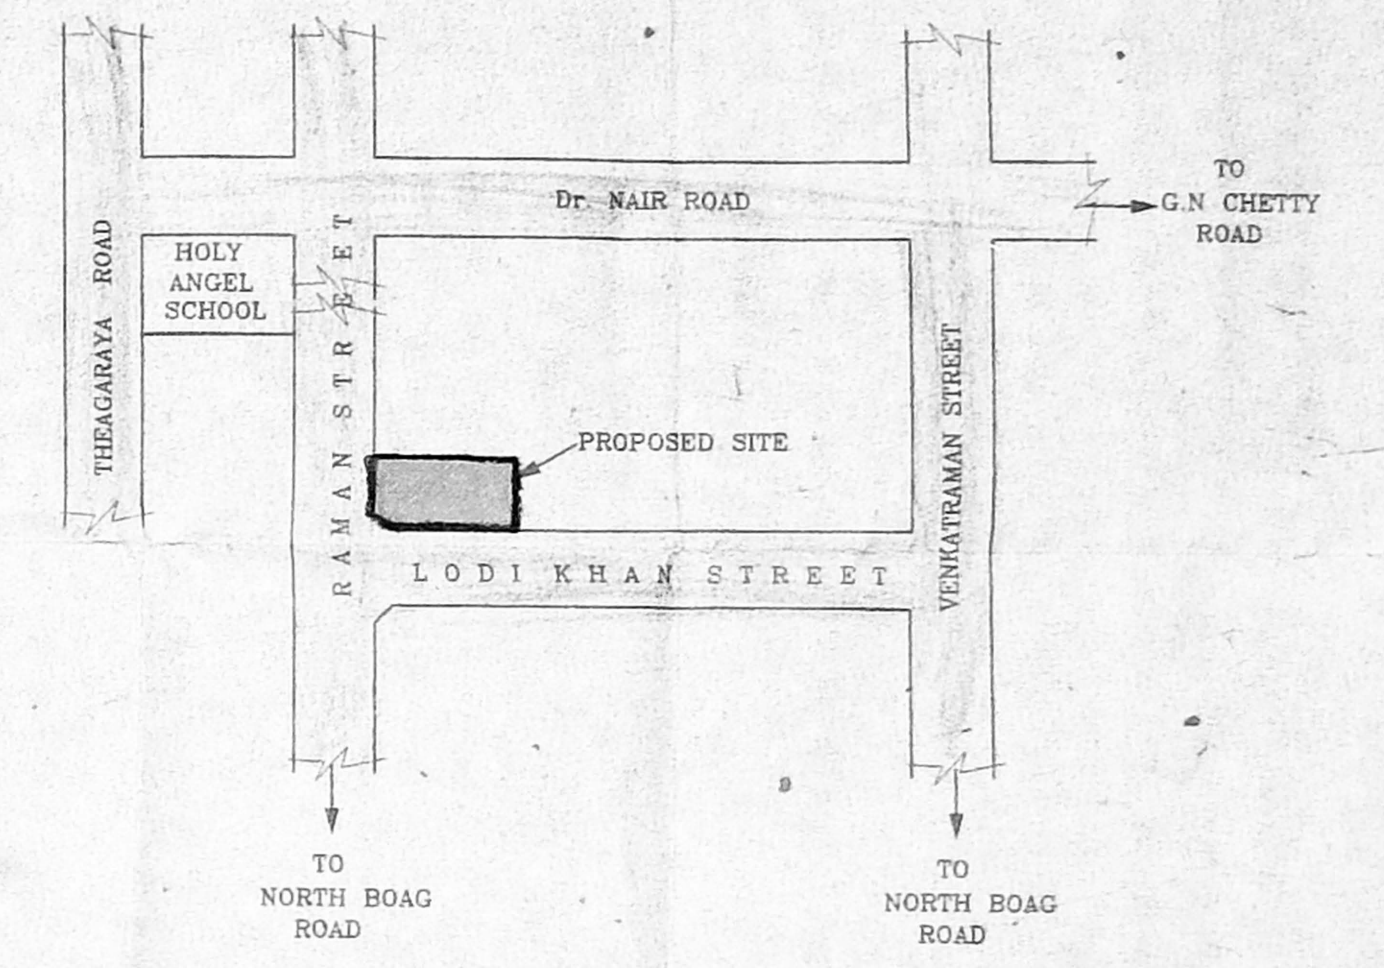 TO
G.N CHETTY
ROAD
Dr. NAIR ROAD
HOLY
ANGEL
SCHOOL
THEAGARAYA ROAD
RAMAN STREET
PROPOSED SITE
VENKATRAMAN STREET
LODI KHAN STREET
TO
NORTH BOAG
ROAD
TO
NORTH BOAG
ROAD